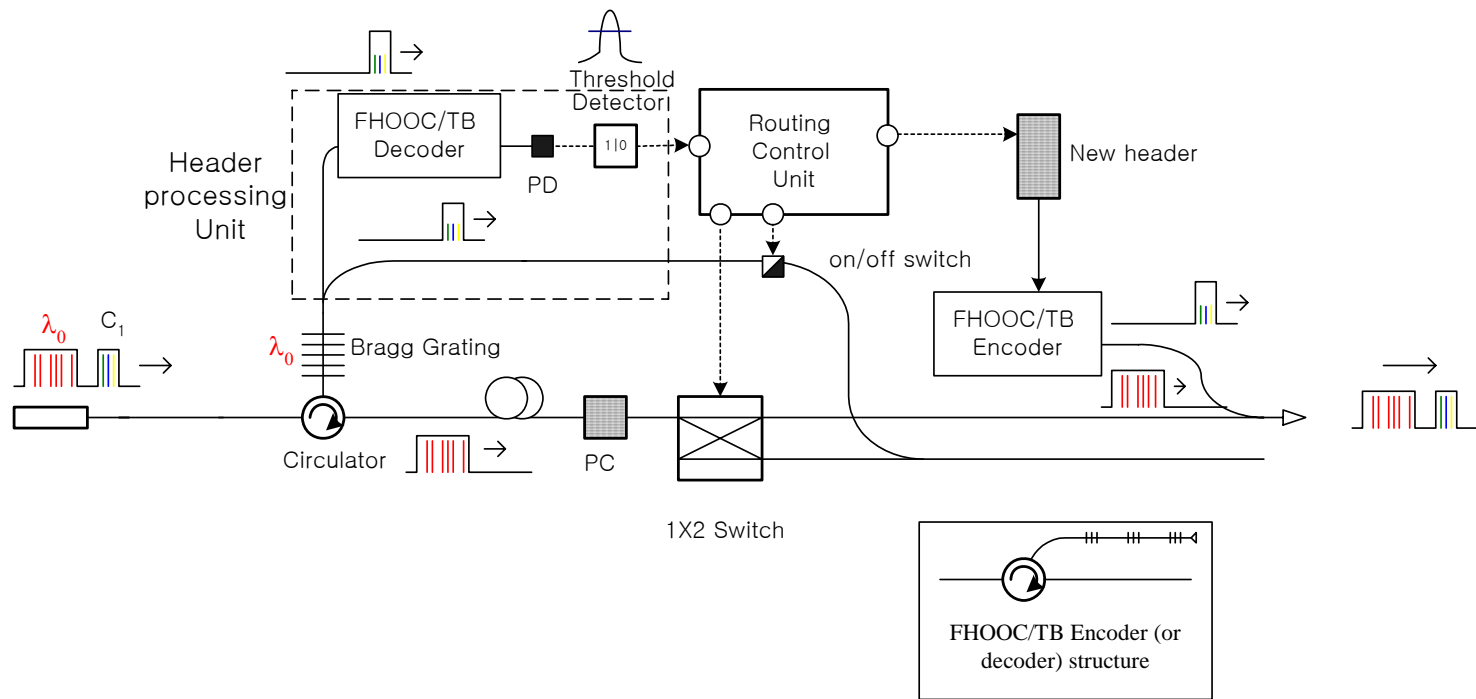 Threshold
Detector
FHOOC/TB
Decoder
1|0
PD
Routing
Control
Unit
New header
Header
processing
Unit
on/off switch
λ0
C1
λ0
Bragg Grating
FHOOC/TB
Encoder
Circulator
PC
1X2 Switch
FHOOC/TB Encoder (or
decoder) structure